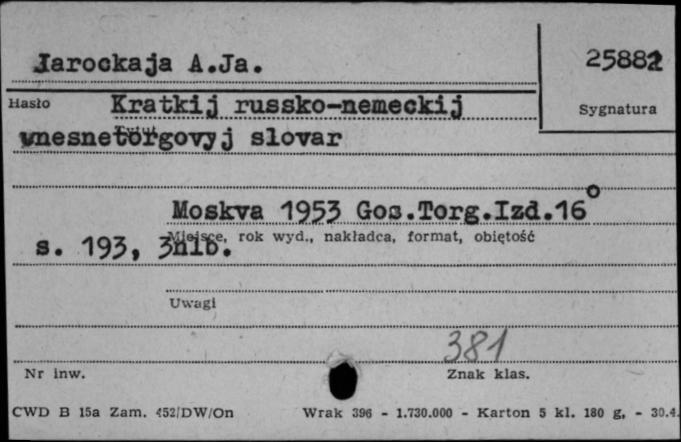 Jarockaja A.Ja.
25882
Hasło
Kratkij russko-nemeckij
Sygnatura
Tytuł
vnesnetorgovyj slovar
Moskva 1953 Gos.Torg.Izd.16°
Miejsce, rok wyd., nakładca, format, objętość
s. 193, 3nlb.
Uwagi
381
Nr inw.
Znak klas.
CWD B 15a Zam. 452/DW/On Wrak 396 - 1.730.000 - Karton 5 kl. 180 g, - 30.4.